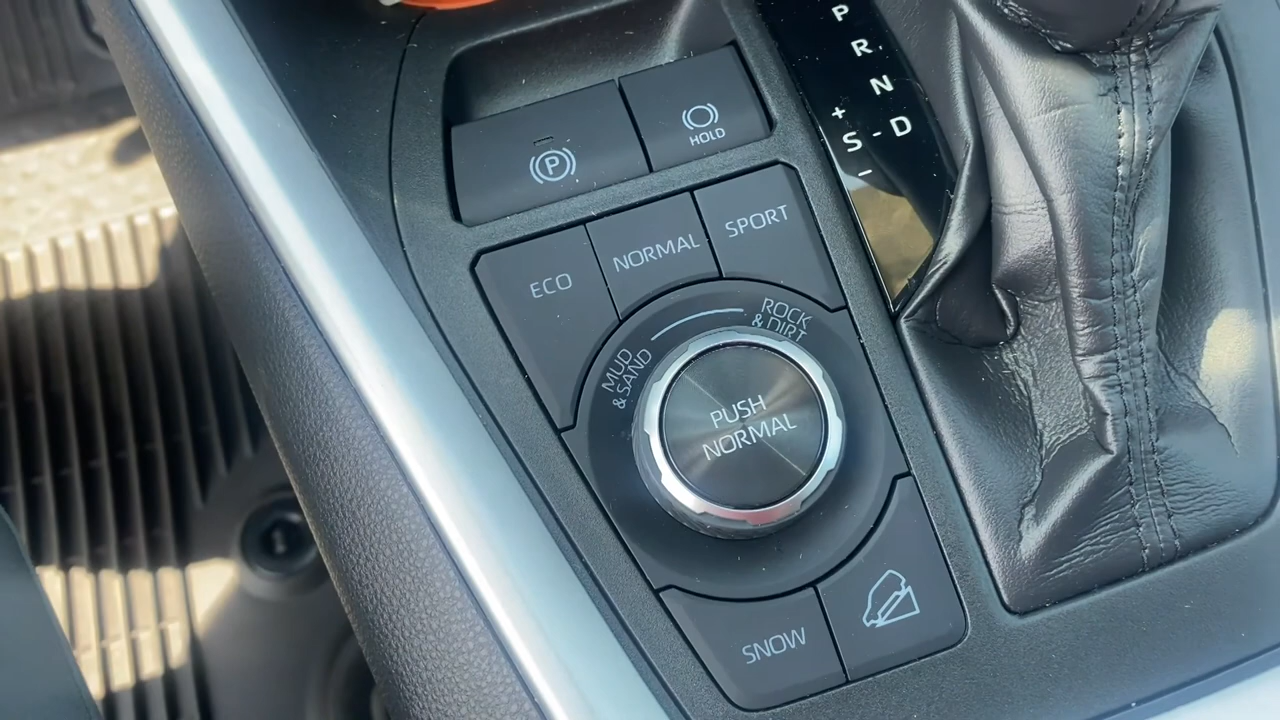 P
R
N
+
S - D
-
(P)
HOLD
ECO
NORMAL
SPORT
MUD
& SAND
ROCK
& DIRT
PUSH
NORMAL
SNOW